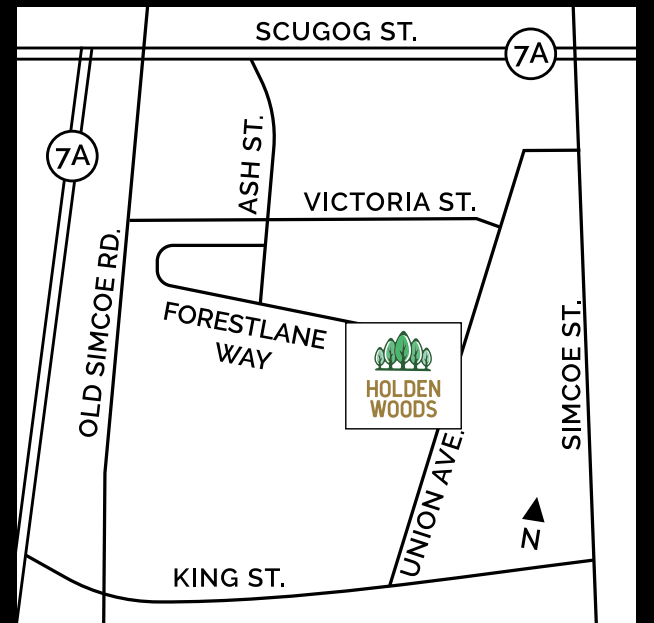 SCUGOG ST.
7A
7A
ASH ST.
VICTORIA ST.
OLD SIMCOE RD.
FORESTLANE
WAY
HOLDEN
WOODS
SIMCOE ST.
UNION AVE.
N
KING ST.